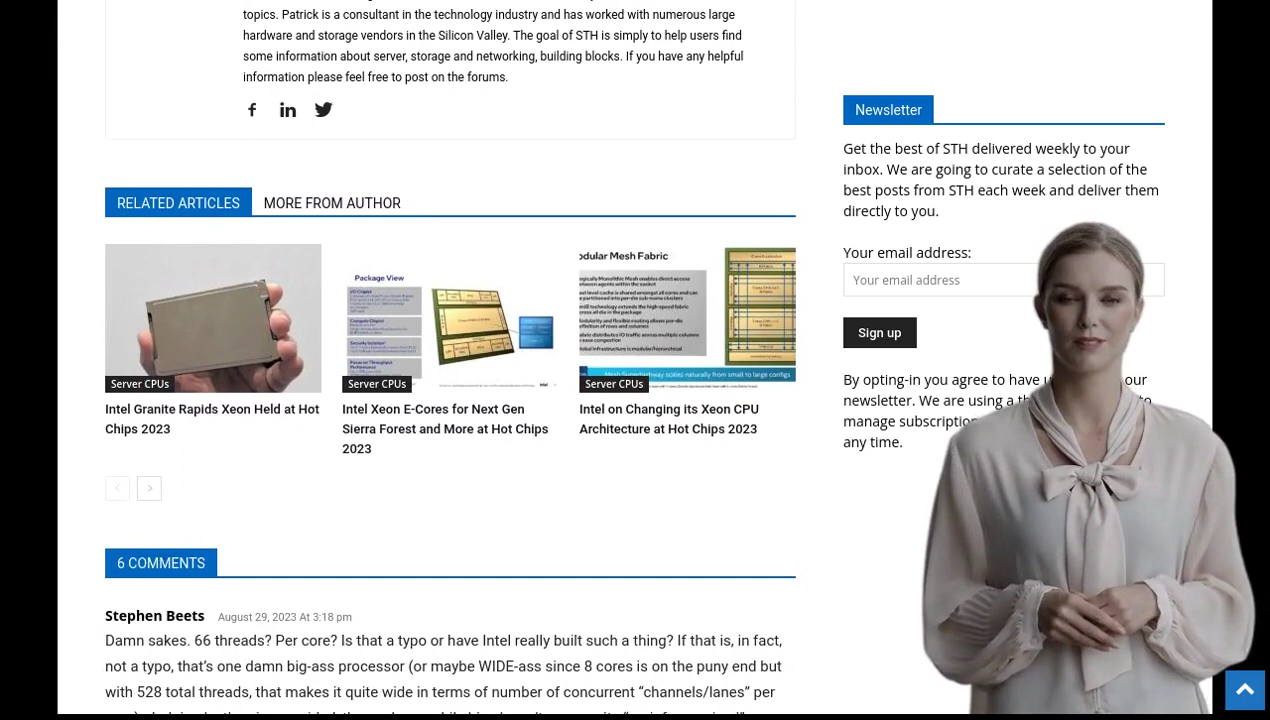 topics. Patrick is a consultant in the technology industry and has worked with numerous large
hardware and storage vendors in the Silicon Valley. The goal of STH is simply to help users find
some information about server, storage and networking, building blocks. If you have any helpful
information please feel free to post on the forums.
RELATED ARTICLES
MORE FROM AUTHOR
Package View
odular Mesh Fabric
Server CPUs
Server CPUs
Server CPUs
Intel Granite Rapids Xeon Held at Hot
Chips 2023
Intel Xeon E-Cores for Next Gen
Sierra Forest and More at Hot Chips
2023
Intel on Changing its Xeon CPU
Architecture at Hot Chips 2023
6 COMMENTS
Stephen Beets August 29, 2023 At 3:18 pm
Damn sakes. 66 threads? Per core? Is that a typo or have Intel really built such a thing? If that is, in fact,
not a typo, that’s one damn big-ass processor (or maybe WIDE-ass since 8 cores is on the puny end but
with 528 total threads, that makes it quite wide in terms of number of concurrent “channels/lanes” per
Newsletter
Get the best of STH delivered weekly to your
inbox. We are going to curate a selection of the
best posts from STH each week and deliver them
directly to you.
Your email address:
Your email address
Sign up
By opting-in you agree to have our
newsletter. We are using a to
manage subscription
any time.